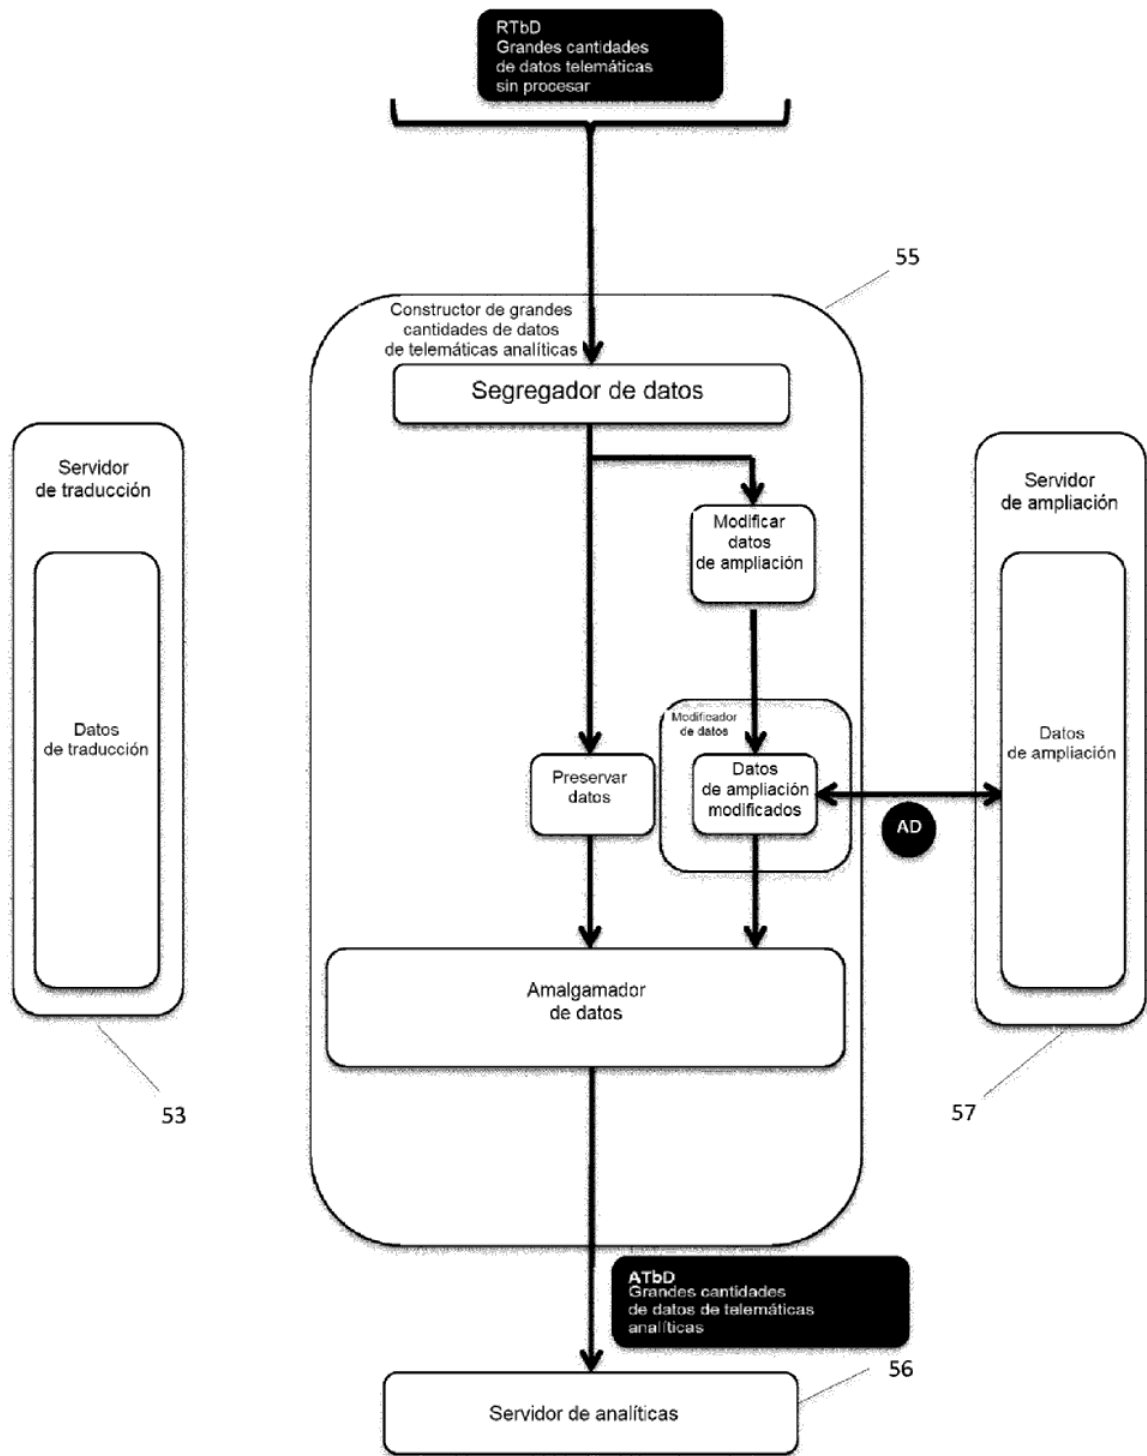 RTbD
Grandes cantidades
de datos telemáticas
sin procesar
55
Constructor de grandes
cantidades de datos
de telemáticas analíticas
Segregador de datos
Servidor
de traducción
Servidor
de ampliación
Modificar
datos
de ampliación
Modificador
de datos
Datos
de traducción
Preservar
datos
Datos
de ampliación
modificados
Datos
de ampliación
AD
Amalgamador
de datos
53
57
ATbD
Grandes cantidades
de datos de telemáticas
analíticas
56
Servidor de analíticas